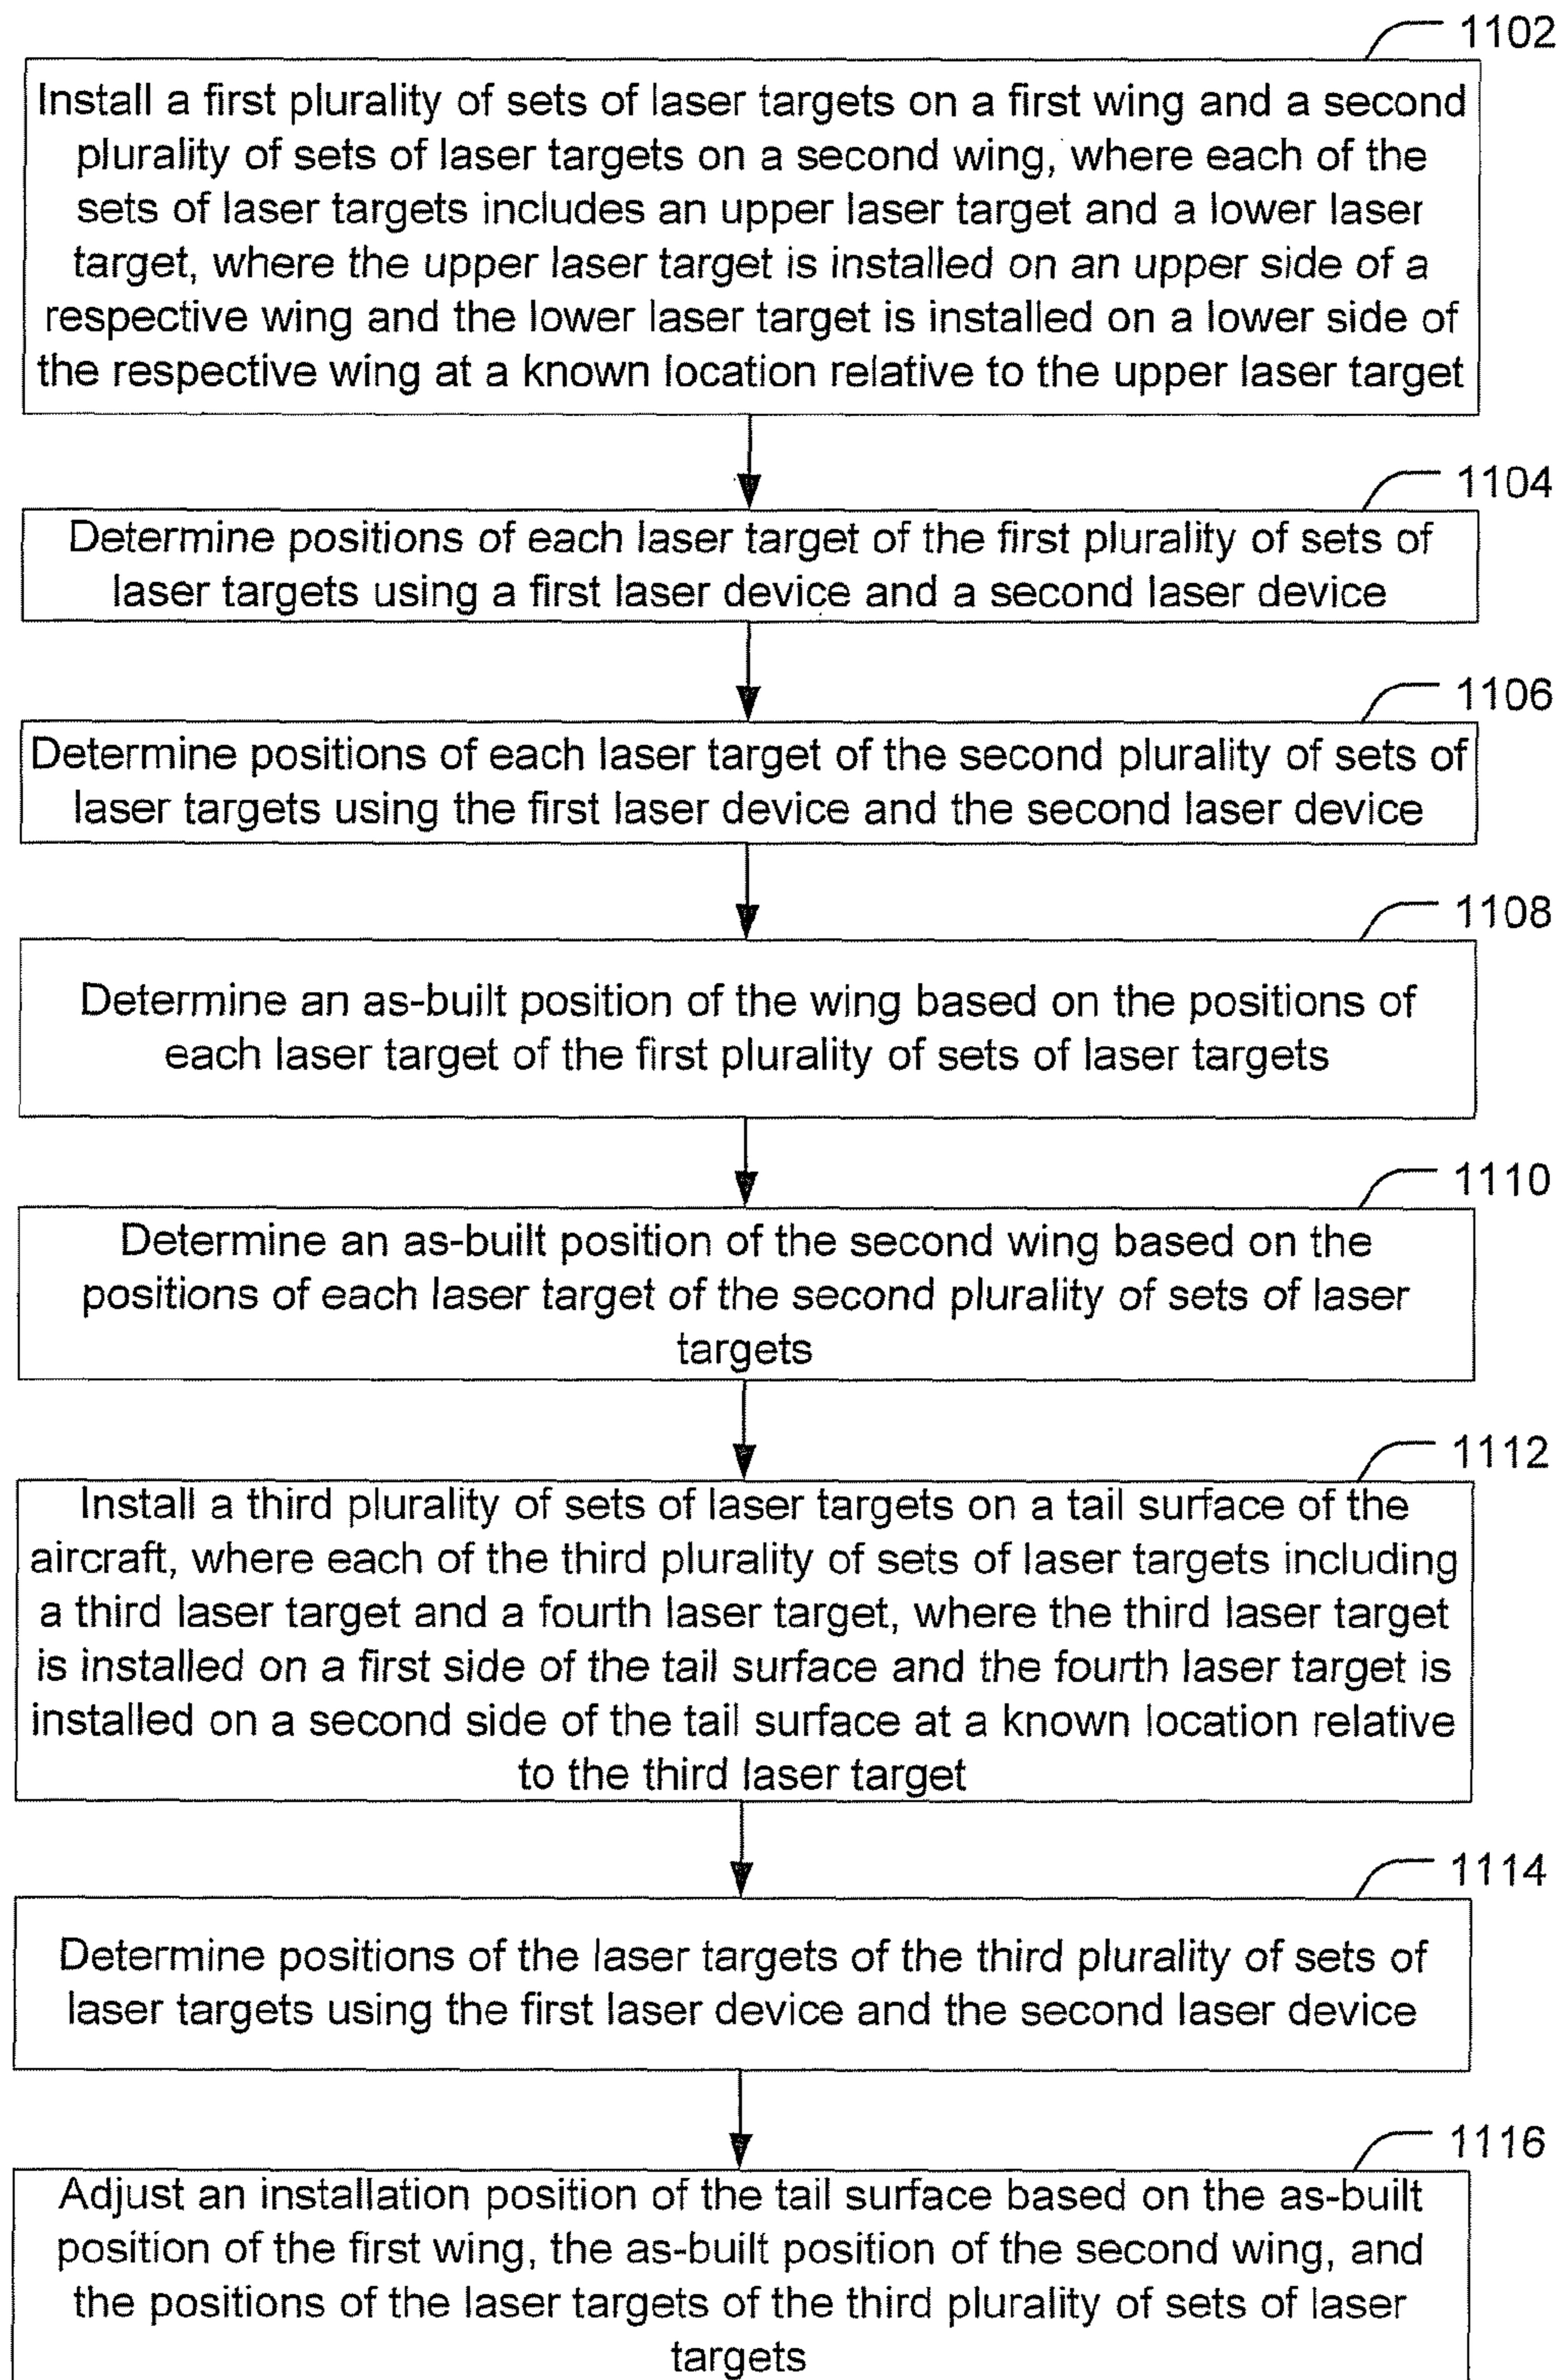 1102
Install a first plurality of sets of laser targets on a first wing and a second
plurality of sets of laser targets on a second wing, where each of the
sets of laser targets includes an upper laser target and a lower laser
target, where the upper laser target is installed on an upper side of a
respective wing and the lower laser target is installed on a lower side of
the respective wing at a known location relative to the upper laser target
1104
Determine positions of each laser target of the first plurality of sets of
laser targets using a first laser device and a second laser device
1106
Determine positions of each laser target of the second plurality of sets of
laser targets using the first laser device and the second laser device
1108
Determine an as-built position of the wing based on the positions of
each laser target of the first plurality of sets of laser targets
1110
Determine an as-built position of the second wing based on the
positions of each laser target of the second plurality of sets of laser
targets
1112
Install a third plurality of sets of laser targets on a tail surface of the
aircraft, where each of the third plurality of sets of laser targets including
a third laser target and a fourth laser target, where the third laser target
is installed on a first side of the tail surface and the fourth laser target is
installed on a second side of the tail surface at a known location relative
to the third laser target
1114
Determine positions of the laser targets of the third plurality of sets of
laser targets using the first laser device and the second laser device
1116
Adjust an installation position of the tail surface based on the as-built
position of the first wing, the as-built position of the second wing, and
the positions of the laser targets of the third plurality of sets of laser
targets